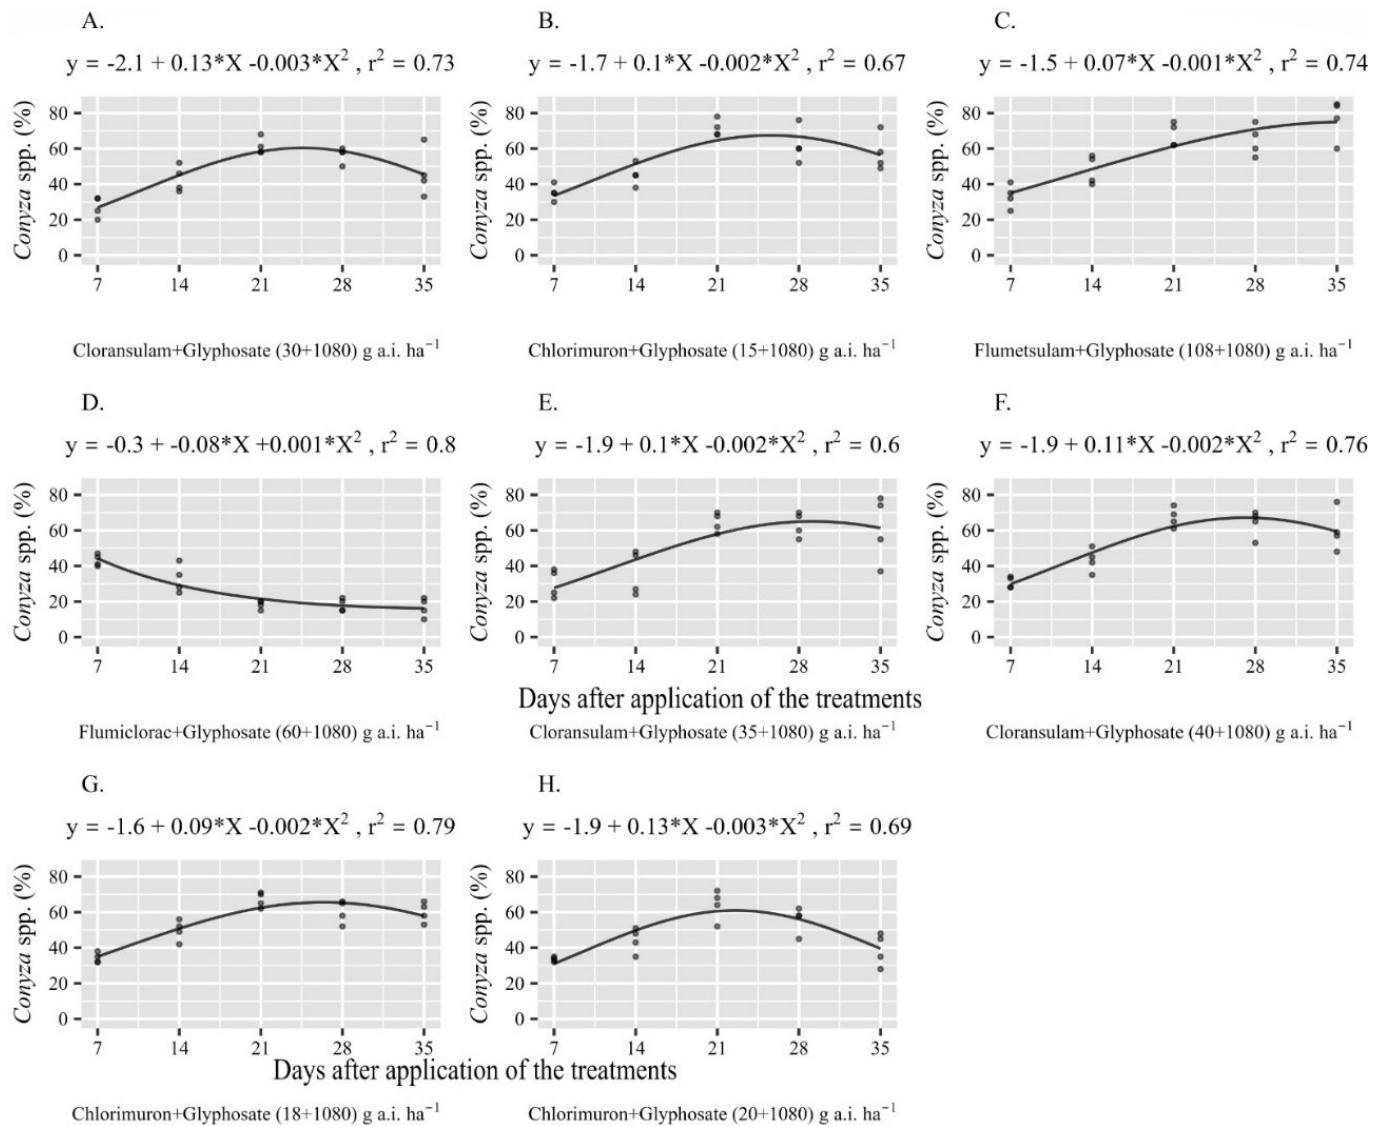 A.
y = -2.1 + 0.13*X -0.003*X² , r² = 0.73
Conyza spp. (%)
80
60
40
20
0
7 14 21 28 35
Cloransulam+Glyphosate (30+1080) g a.i. ha⁻¹
B.
y = -1.7 + 0.1*X -0.002*X² , r² = 0.67
Conyza spp. (%)
80
60
40
20
0
7 14 21 28 35
Chlorimuron+Glyphosate (15+1080) g a.i. ha⁻¹
C.
y = -1.5 + 0.07*X -0.001*X² , r² = 0.74
Conyza spp. (%)
80
60
40
20
0
7 14 21 28 35
Flumetsulam+Glyphosate (108+1080) g a.i. ha⁻¹
D.
y = -0.3 + -0.08*X +0.001*X² , r² = 0.8
Conyza spp. (%)
80
60
40
20
0
7 14 21 28 35
Flumiclorac+Glyphosate (60+1080) g a.i. ha⁻¹
E.
y = -1.9 + 0.1*X -0.002*X² , r² = 0.6
Conyza spp. (%)
80
60
40
20
0
7 14 21 28 35
Days after application of the treatments
Cloransulam+Glyphosate (35+1080) g a.i. ha⁻¹
F.
y = -1.9 + 0.11*X -0.002*X² , r² = 0.76
Conyza spp. (%)
80
60
40
20
0
7 14 21 28 35
Cloransulam+Glyphosate (40+1080) g a.i. ha⁻¹
G.
y = -1.6 + 0.09*X -0.002*X² , r² = 0.79
Conyza spp. (%)
80
60
40
20
0
7 14 21 28 35
Days after application of the treatments
Chlorimuron+Glyphosate (18+1080) g a.i. ha⁻¹
H.
y = -1.9 + 0.13*X -0.003*X² , r² = 0.69
Conyza spp. (%)
80
60
40
20
0
7 14 21 28 35
Chlorimuron+Glyphosate (20+1080) g a.i. ha⁻¹